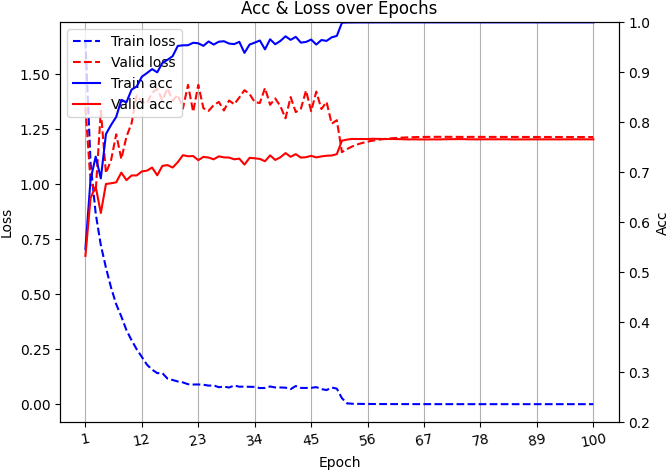 Acc & Loss over Epochs
Train loss
Valid loss
Train acc
Valid acc
Loss
1.50
1.25
1.00
0.75
0.50
0.25
0.00
1.0
0.9
0.8
0.7
0.6
0.5
0.4
0.3
0.2
Acc
1 12 23 34 45 56 67 78 89 100
Epoch